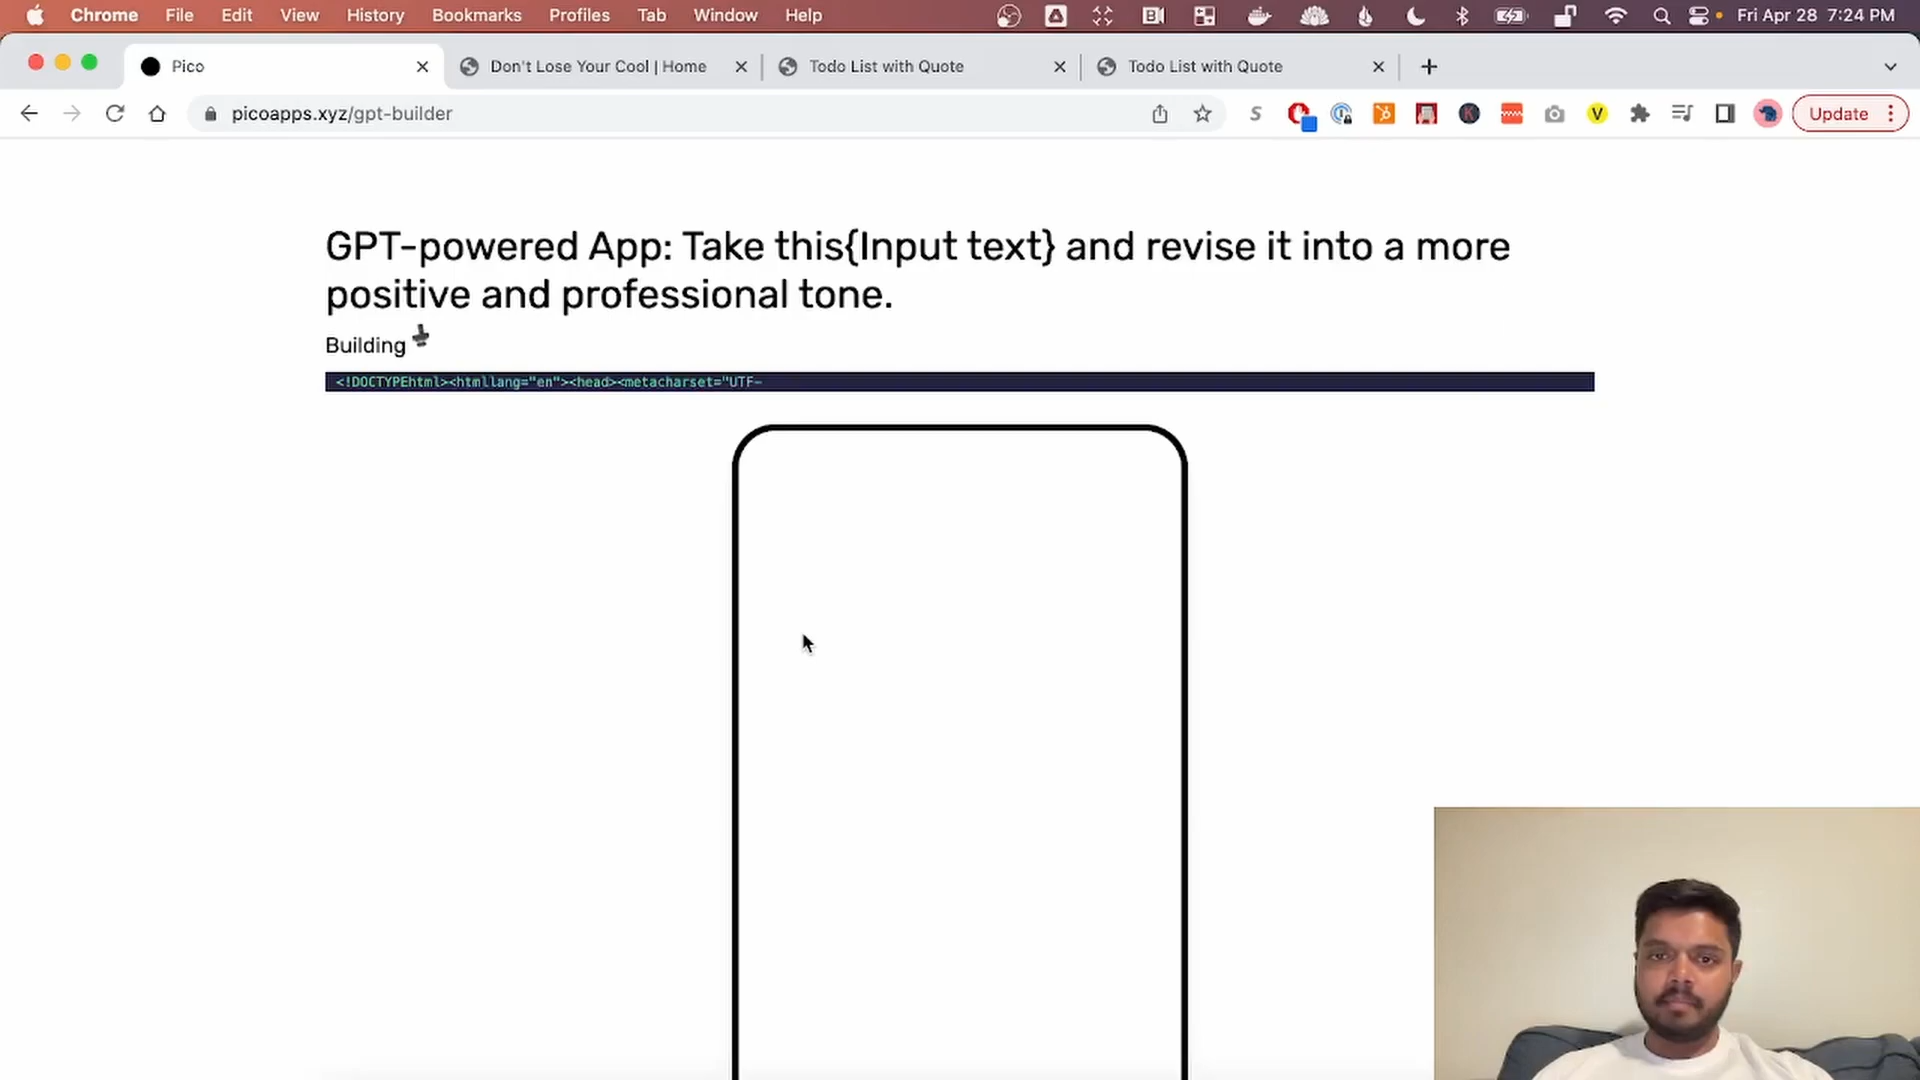 Chrome File Edit View History Bookmarks Profiles Tab Window Help Fri Apr 28 7:24 PM
Pico Don't Lose Your Cool | Home Todo List with Quote Todo List with Quote
picoapps.xyz/gpt-builder S K V Update
GPT-powered App: Take this{Input text} and revise it into a more
positive and professional tone.
Building
<!DOCTYPEhtml><htmllang="en"><head><metacharset="UTF-